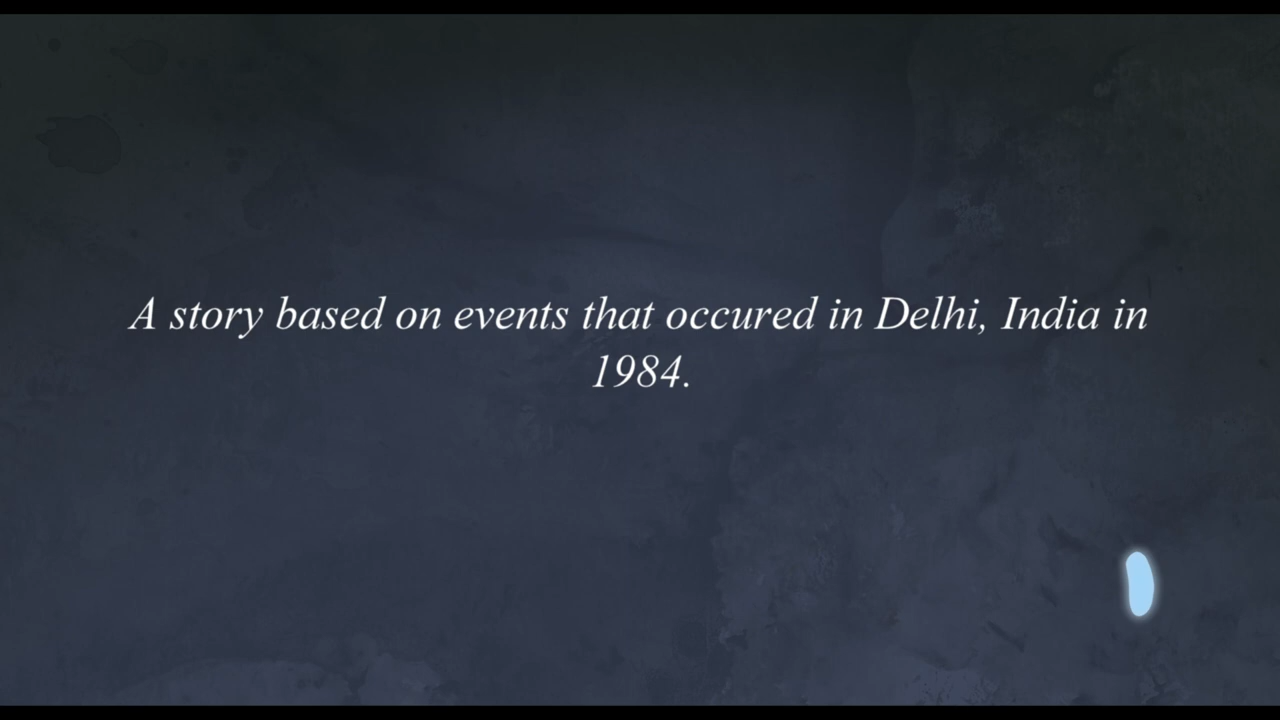 A story based on events that occured in Delhi, India in
1984.